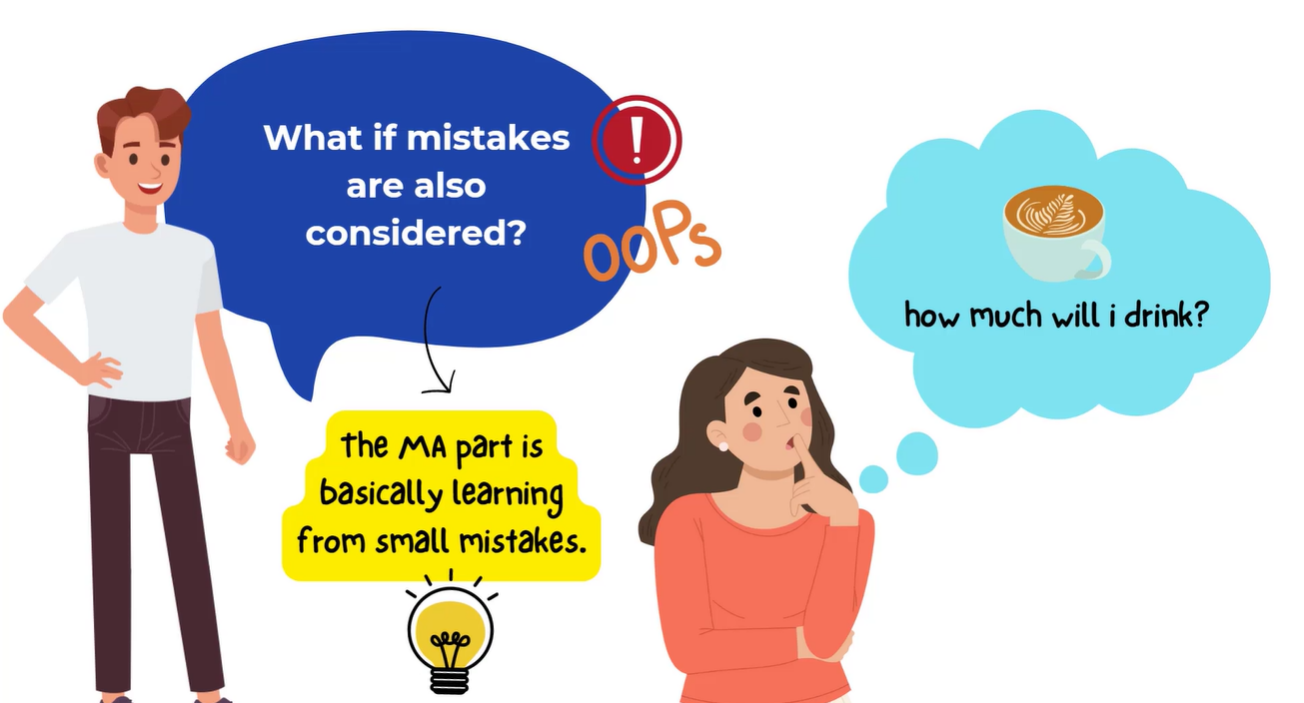 What if mistakes
are also
considered?
!
OOPs
how much will i drink?
The MA part is
basically learning
from small mistakes.